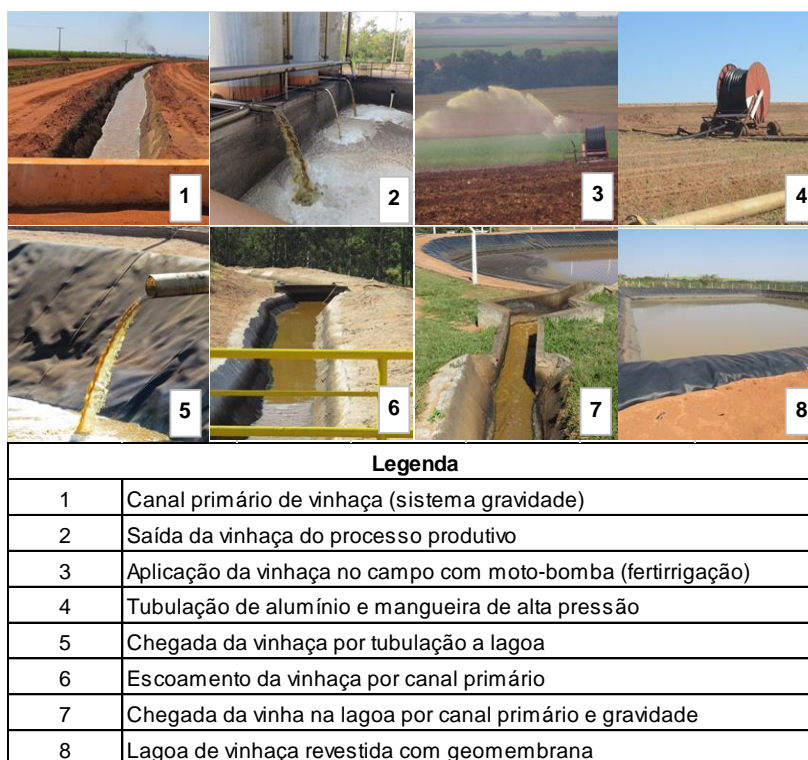 1
2
3
4
5
6
7
8
Legenda
1 Canal primário de vinhaça (sistema gravidade)
2 Saída da vinhaça do processo produtivo
3 Aplicação da vinhaça no campo com moto-bomba (fertirrigação)
4 Tubulação de alumínio e mangueira de alta pressão
5 Chegada da vinhaça por tubulação a lagoa
6 Escoamento da vinhaça por canal primário
7 Chegada da vinha na lagoa por canal primário e gravidade
8 Lagoa de vinhaça revestida com geomembrana